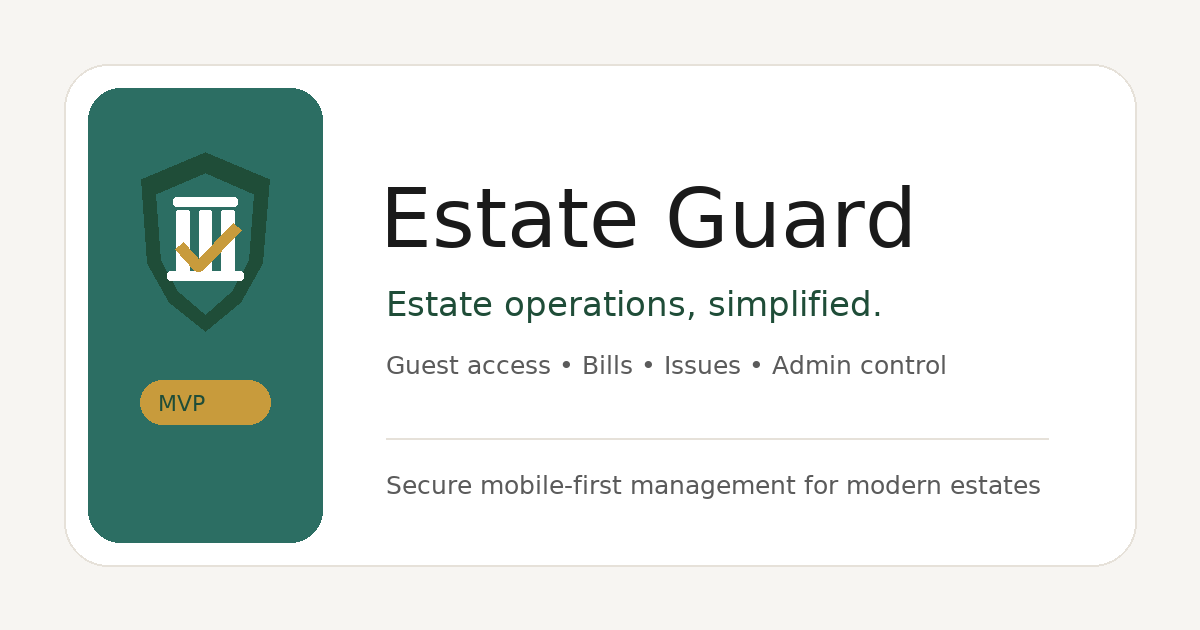 MVP
Estate Guard
Estate operations, simplified.
Guest access • Bills • Issues • Admin control
Secure mobile-first management for modern estates